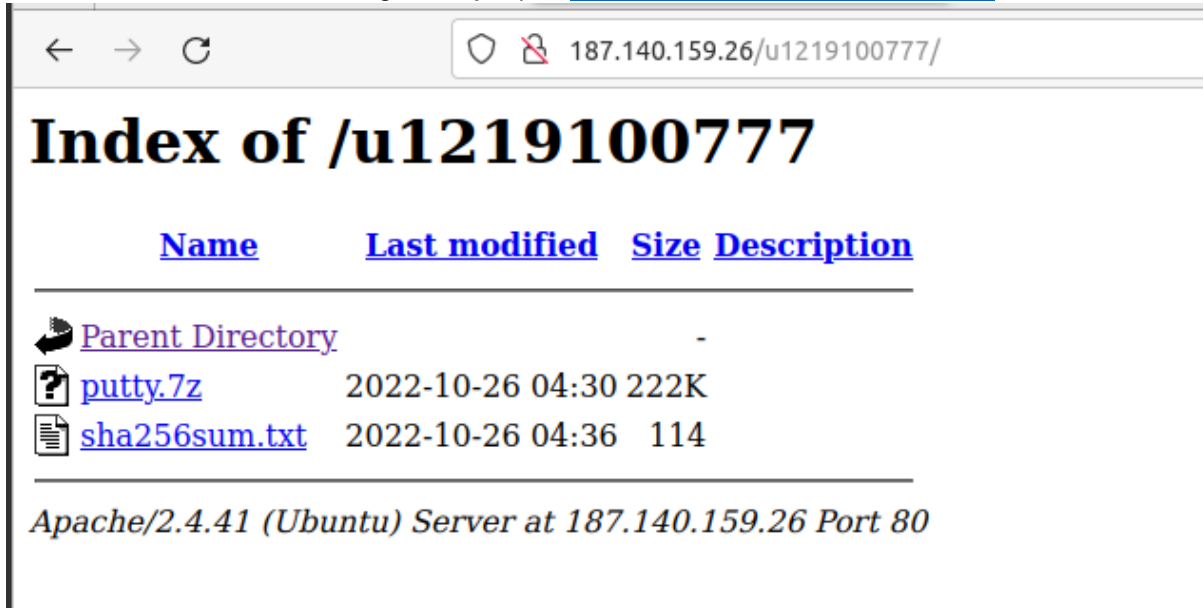 187.140.159.26/u1219100777/
Index of /u1219100777
Name Last modified Size Description
Parent Directory -
putty.7z 2022-10-26 04:30 222K
sha256sum.txt 2022-10-26 04:36 114
Apache/2.4.41 (Ubuntu) Server at 187.140.159.26 Port 80